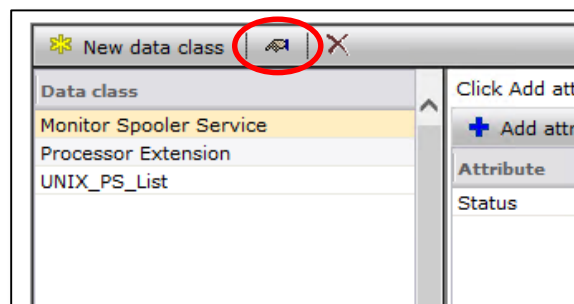 New data class
Data class
Monitor Spooler Service
Processor Extension
UNIX_PS_List
Click Add att
Add attr
Attribute
Status